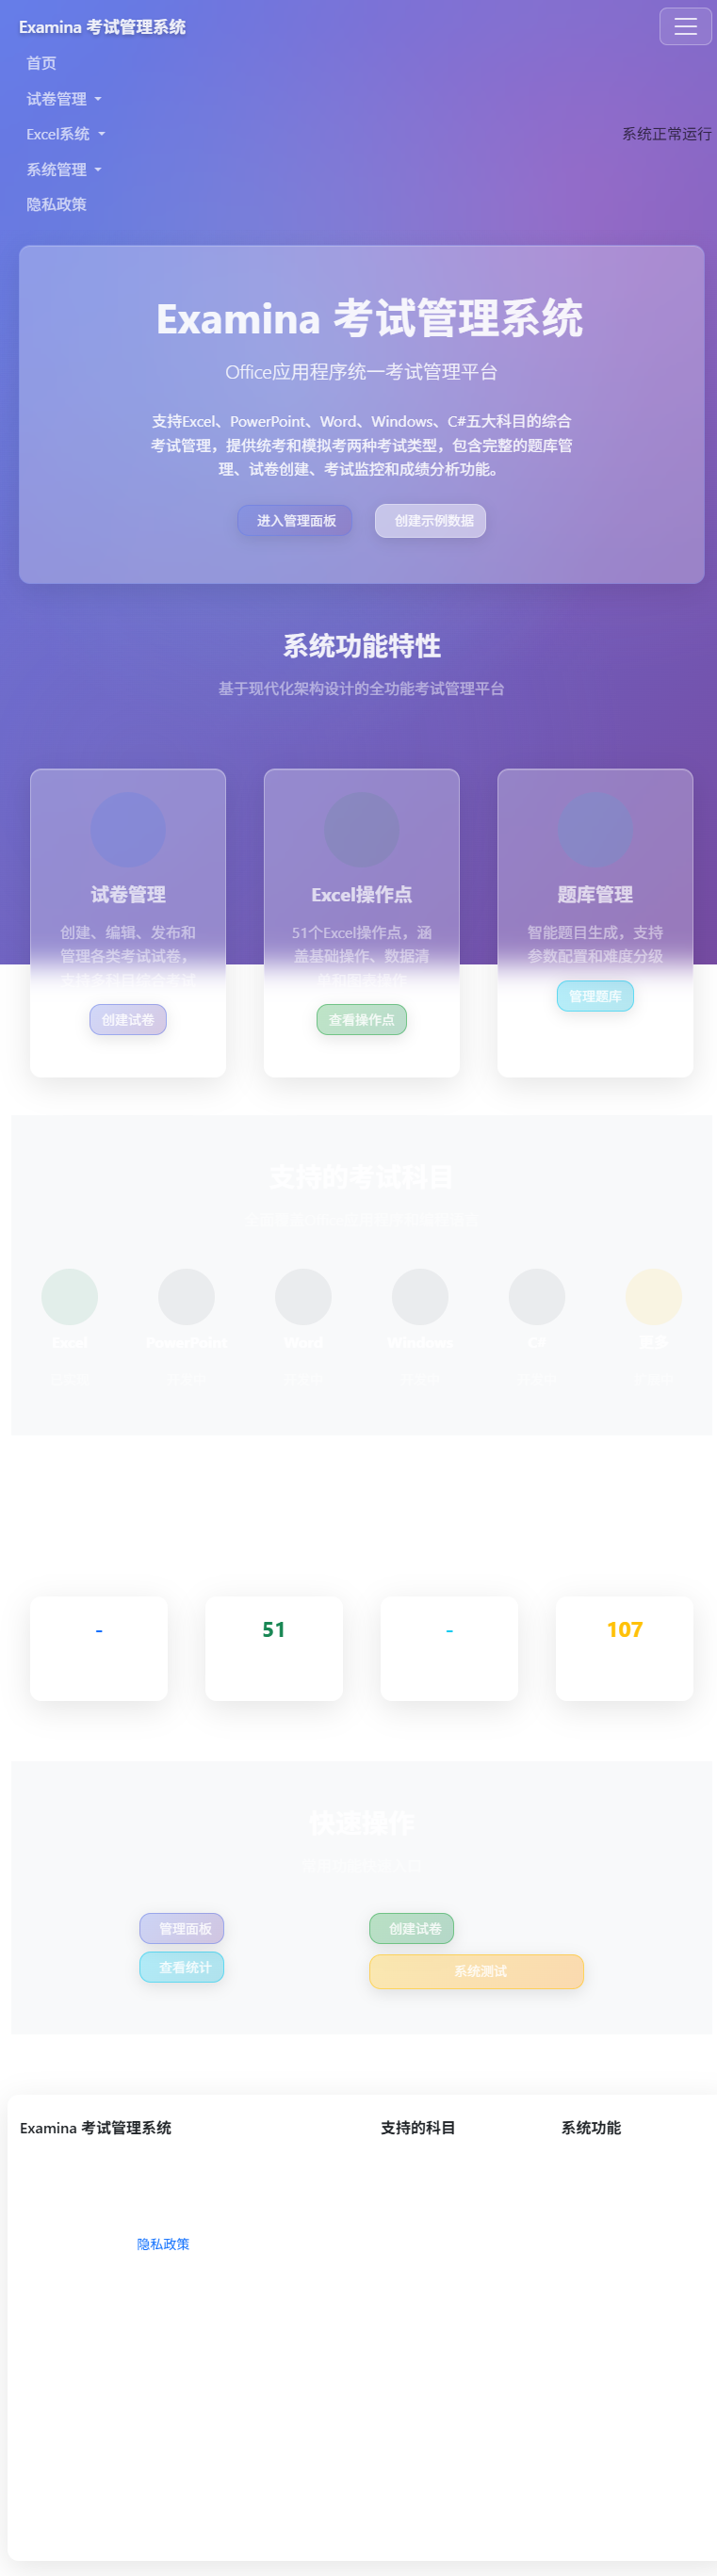 Examina 考试管理系统
首页
试卷管理
Excel系统
系统正常运行
系统管理
隐私政策
Examina 考试管理系统
Office应用程序统一考试管理平台
支持Excel、PowerPoint、Word、Windows、C#五大科目的综合
考试管理，提供统考和模拟考两种考试类型，包含完整的题库管
理、试卷创建、考试监控和成绩分析功能。
进入管理面板
创建示例数据
系统功能特性
基于现代化架构设计的全功能考试管理平台
试卷管理
创建、编辑、发布和
管理各类考试试卷，
支持多科目综合考试
创建试卷
Excel操作点
51个Excel操作点，涵
盖基础操作、数据清
查看操作点
题库管理
智能题目生成，支持
参数配置和难度分级
管理题库
支持的考试科目
Excel
PowerPoint
Word
Windows
C#
更多
-
51
-
107
快速操作
管理面板
创建试卷
查看统计
系统测试
Examina 考试管理系统
支持的科目
系统功能
隐私政策